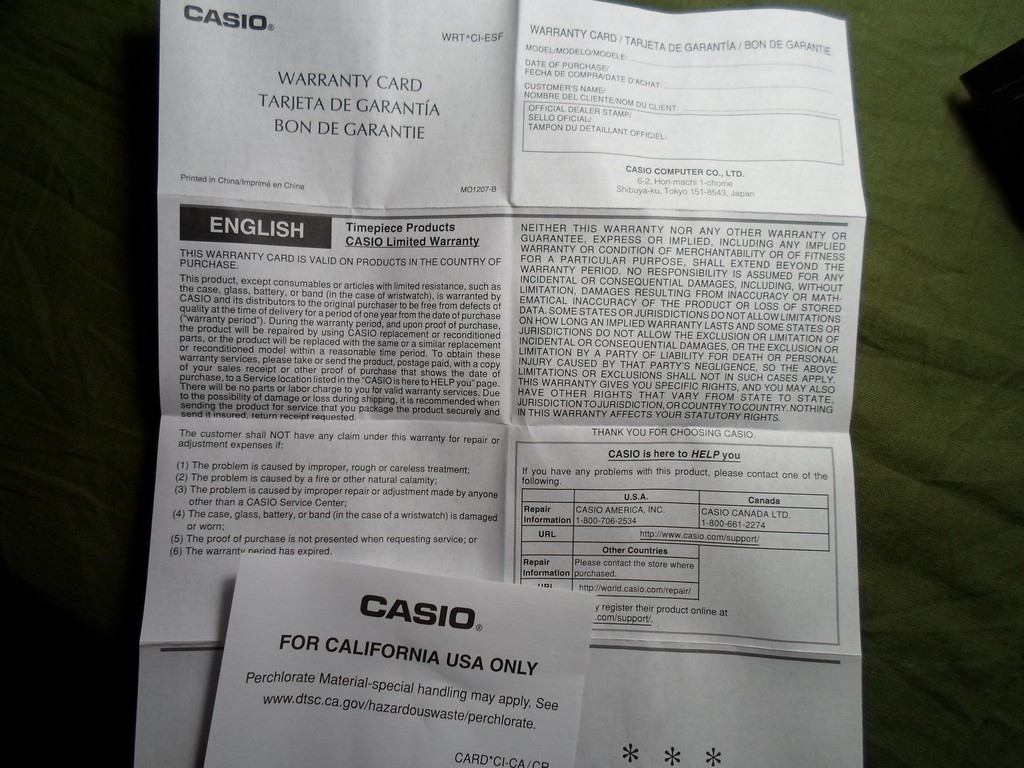 CASIO®
WRT*CI-ESF
WARRANTY CARD
TARJETA DE GARANTÍA
BON DE GARANTIE
Printed in China/Imprimé en Chine
MO1207-B
WARRANTY CARD / TARJETA DE GARANTÍA / BON DE GARANTIE
MODEL/MODELO/MODELE:
DATE OF PURCHASE/
FECHA DE COMPRA/DATE D'ACHAT:
CUSTOMER'S NAME/
NOMBRE DEL CLIENTE/NOM DU CLIENT:
OFFICIAL DEALER STAMP/
SELLO OFICIAL/
TAMPON DU DETAILLANT OFFICIEL:
CASIO COMPUTER CO., LTD.
6-2, Hon-machi 1-chome
Shibuya-ku, Tokyo 151-8543, Japan
ENGLISH
Timepiece Products
CASIO Limited Warranty
THIS WARRANTY CARD IS VALID ON PRODUCTS IN THE COUNTRY OF
PURCHASE.
This product, except consumables or articles with limited resistance, such as
the case, glass, battery, or band (in the case of wristwatch), is warranted by
CASIO and its distributors to the original purchaser to be free from defects of
quality at the time of delivery for a period of one year from the date of purchase
("warranty period"). During the warranty period, and upon proof of purchase,
the product will be repaired by using CASIO replacement or reconditioned
parts, or the product will be replaced with the same or a similar replacement
or reconditioned model within a reasonable time period. To obtain these
warranty services, please take or send the product, postage paid, with a copy
of your sales receipt or other proof of purchase that shows the date of
purchase, to a Service location listed in the "CASIO is here to HELP you" page.
There will be no parts or labor charge to you for valid warranty services. Due
to the possibility of damage or loss during shipping, it is recommended when
sending the product for service that you package the product securely and
send it insured, return receipt requested.
The customer shall NOT have any claim under this warranty for repair or
adjustment expenses if:
(1) The problem is caused by improper, rough or careless treatment;
(2) The problem is caused by a fire or other natural calamity;
(3) The problem is caused by improper repair or adjustment made by anyone
other than a CASIO Service Center;
(4) The case, glass, battery, or band (in the case of a wristwatch) is damaged
or worn;
(5) The proof of purchase is not presented when requesting service; or
(6) The warranty period has expired.
NEITHER THIS WARRANTY NOR ANY OTHER WARRANTY OR
GUARANTEE, EXPRESS OR IMPLIED, INCLUDING ANY IMPLIED
WARRANTY OR CONDITION OF MERCHANTABILITY OR OF FITNESS
FOR A PARTICULAR PURPOSE, SHALL EXTEND BEYOND THE
WARRANTY PERIOD. NO RESPONSIBILITY IS ASSUMED FOR ANY
INCIDENTAL OR CONSEQUENTIAL DAMAGES, INCLUDING, WITHOUT
LIMITATION, DAMAGES RESULTING FROM INACCURACY OR MATH-
EMATICAL INACCURACY OF THE PRODUCT OR LOSS OF STORED
DATA. SOME STATES OR JURISDICTIONS DO NOT ALLOW LIMITATIONS
ON HOW LONG AN IMPLIED WARRANTY LASTS AND SOME STATES OR
JURISDICTIONS DO NOT ALLOW THE EXCLUSION OR LIMITATION OF
INCIDENTAL OR CONSEQUENTIAL DAMAGES, OR THE EXCLUSION OR
LIMITATION BY A PARTY OF LIABILITY FOR DEATH OR PERSONAL
INJURY CAUSED BY THAT PARTY'S NEGLIGENCE, SO THE ABOVE
LIMITATIONS OR EXCLUSIONS SHALL NOT IN SUCH CASES APPLY.
THIS WARRANTY GIVES YOU SPECIFIC RIGHTS, AND YOU MAY ALSO
HAVE OTHER RIGHTS THAT VARY FROM STATE TO STATE,
JURISDICTION TO JURISDICTION, OR COUNTRY TO COUNTRY. NOTHING
IN THIS WARRANTY AFFECTS YOUR STATUTORY RIGHTS.
THANK YOU FOR CHOOSING CASIO.
CASIO is here to HELP you
If you have any problems with this product, please contact one of the
following.
U.S.A. Canada
Repair Information CASIO AMERICA, INC. 1-800-706-2534 CASIO CANADA LTD. 1-800-661-2274
URL http://www.casio.com/support/
Other Countries
Repair Information Please contact the store where purchased.
URL http://world.casio.com/repair/
y register their product online at
.com/support/.
CASIO®
FOR CALIFORNIA USA ONLY
Perchlorate Material-special handling may apply, See
www.dtsc.ca.gov/hazardouswaste/perchlorate.
CARD*CI-CA/CP
* * *